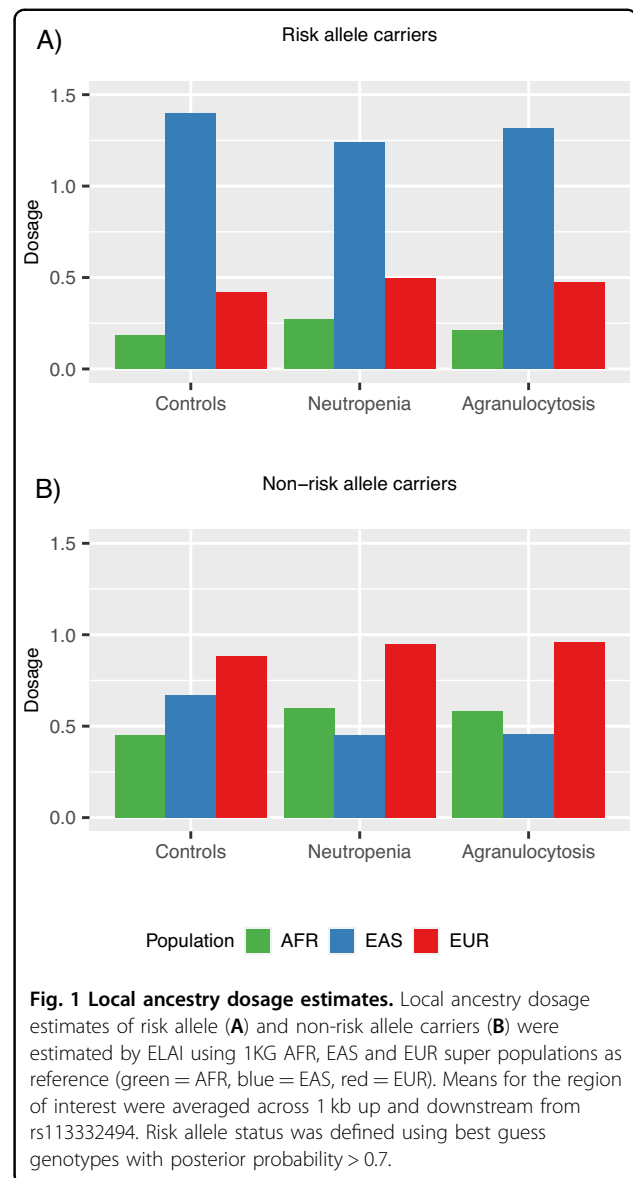 A)
Risk allele carriers
1.5
1.0
0.5
0.0
Dosage
Controls Neutropenia Agranulocytosis
B)
Non−risk allele carriers
1.5
1.0
0.5
0.0
Dosage
Controls Neutropenia Agranulocytosis
Population AFR EAS EUR
Fig. 1 Local ancestry dosage estimates. Local ancestry dosage
estimates of risk allele (A) and non-risk allele carriers (B) were
estimated by ELAI using 1KG AFR, EAS and EUR super populations as
reference (green = AFR, blue = EAS, red = EUR). Means for the region
of interest were averaged across 1 kb up and downstream from
rs113332494. Risk allele status was defined using best guess
genotypes with posterior probability > 0.7.